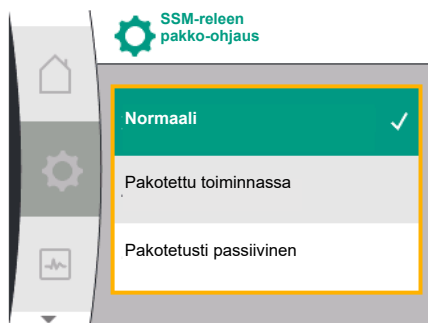 SSM-releen
pakko-ohjaus
Normaali
Pakotettu toiminnassa
Pakotetusti passiivinen